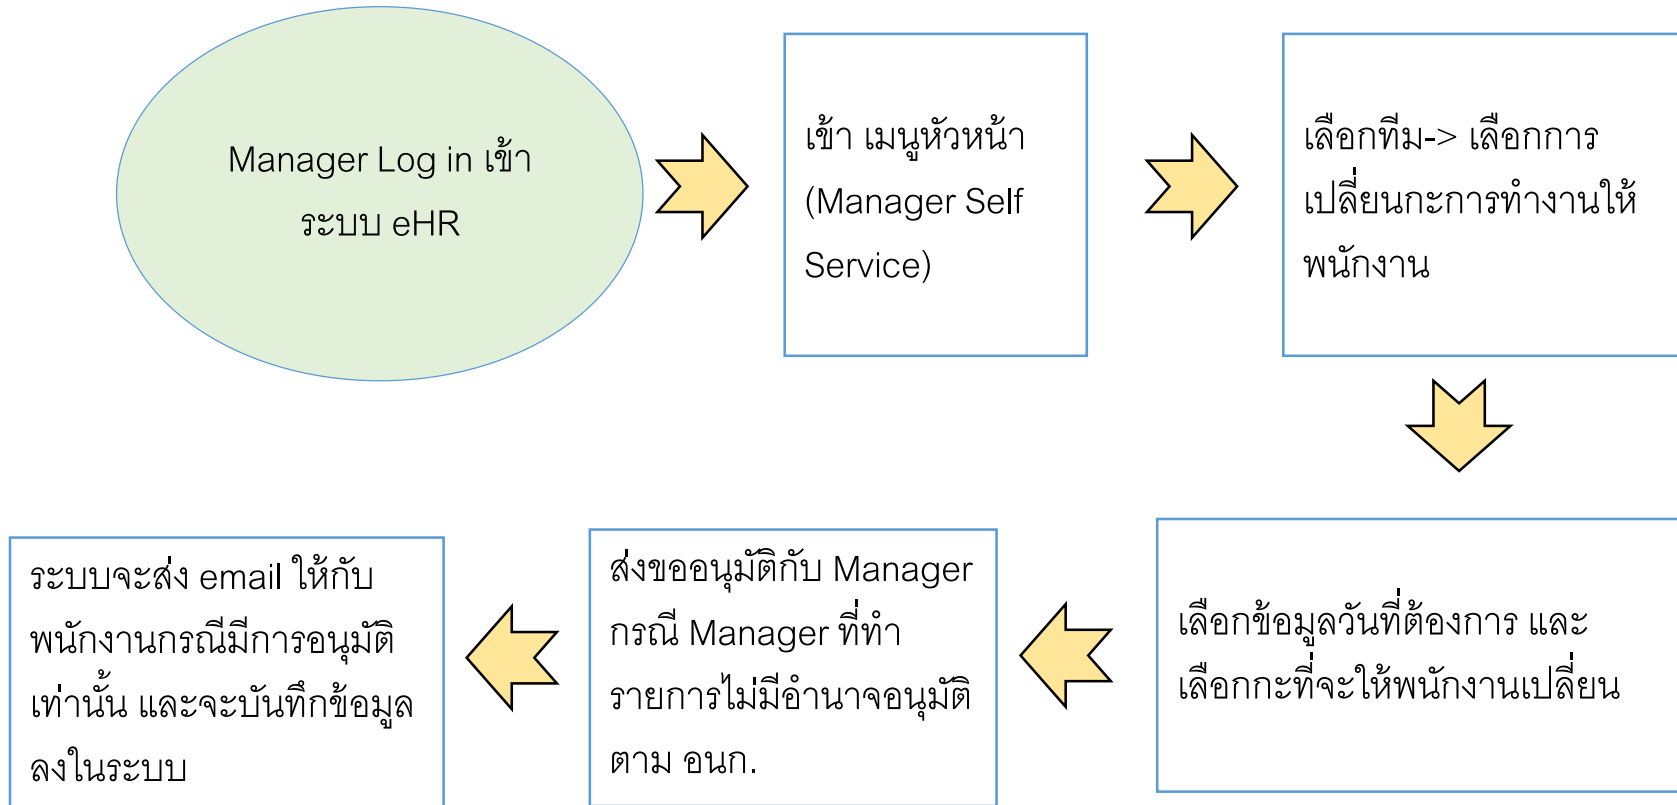 Manager Log in เข้า
ระบบ eHR
เข้า เมนูหัวหน้า
(Manager Self
Service)
เลือกทีม-> เลือกการ
เปลี่ยนกะการทำงานให้
พนักงาน
เลือกข้อมูลวันที่ต้องการ และ
เลือกกะที่จะให้พนักงานเปลี่ยน
ส่งขออนุมัติกับ Manager
กรณี Manager ที่ทำ
รายการไม่มีอำนาจอนุมัติ
ตาม อนก.
ระบบจะส่ง email ให้กับ
พนักงานกรณีมีการอนุมัติ
เท่านั้น และจะบันทึกข้อมูล
ลงในระบบ